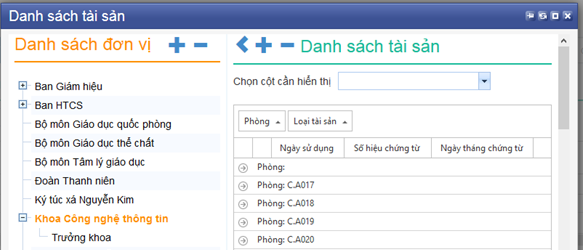 Danh sách tài sản
Danh sách đơn vị
Ban Giám hiệu
Ban HTCS
Bộ môn Giáo dục quốc phòng
Bộ môn Giáo dục thể chất
Bộ môn Tâm lý giáo dục
Đoàn Thanh niên
Ký túc xá Nguyễn Kim
Khoa Công nghệ thông tin
Trưởng khoa
Danh sách tài sản
Chọn cột cần hiển thị
Phòng Loại tài sản
Ngày sử dụng Số hiệu chứng từ Ngày tháng chứng từ
Phòng:
Phòng: C.A017
Phòng: C.A018
Phòng: C.A019
Phòng: C.A020